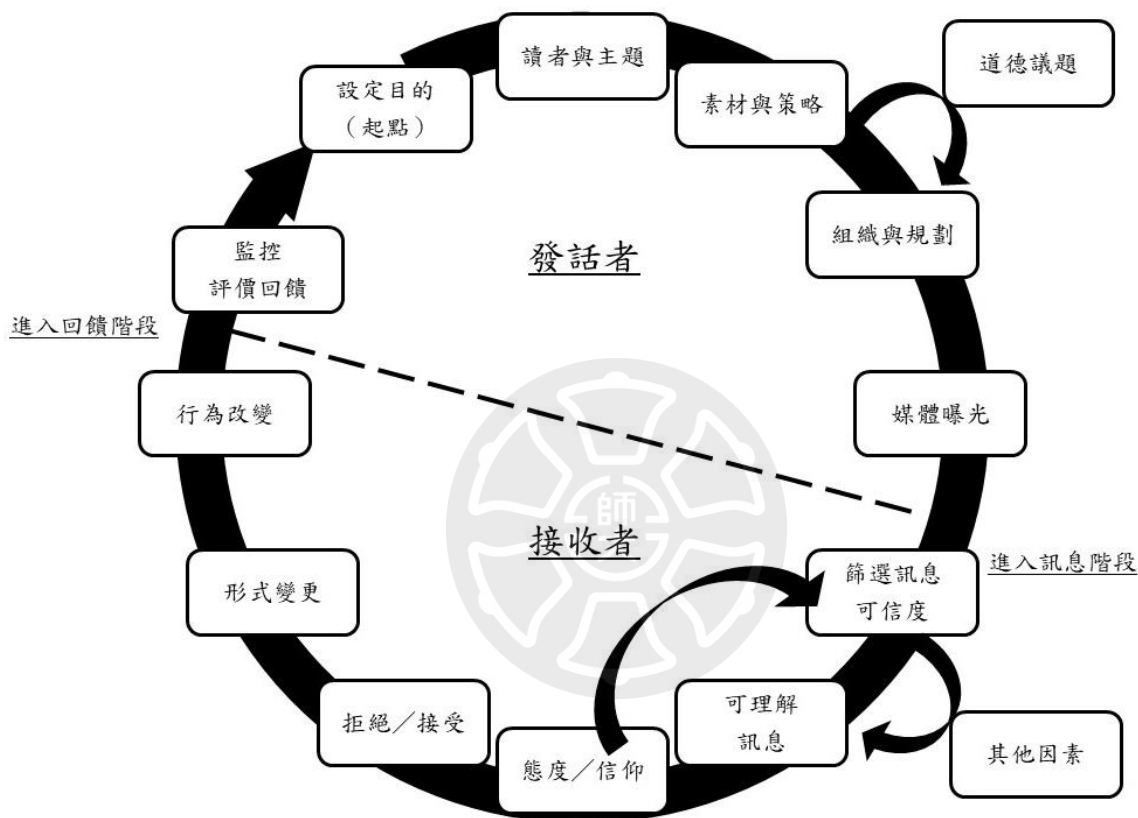 讀者與主題
道德議題
設定目的
（起點）
素材與策略
組織與規劃
發話者
監控
評價回饋
進入回饋階段
行為改變
媒體曝光
師
接收者
進入訊息階段
篩選訊息
可信度
形式變更
可理解
訊息
拒絕／接受
態度／信仰
其他因素